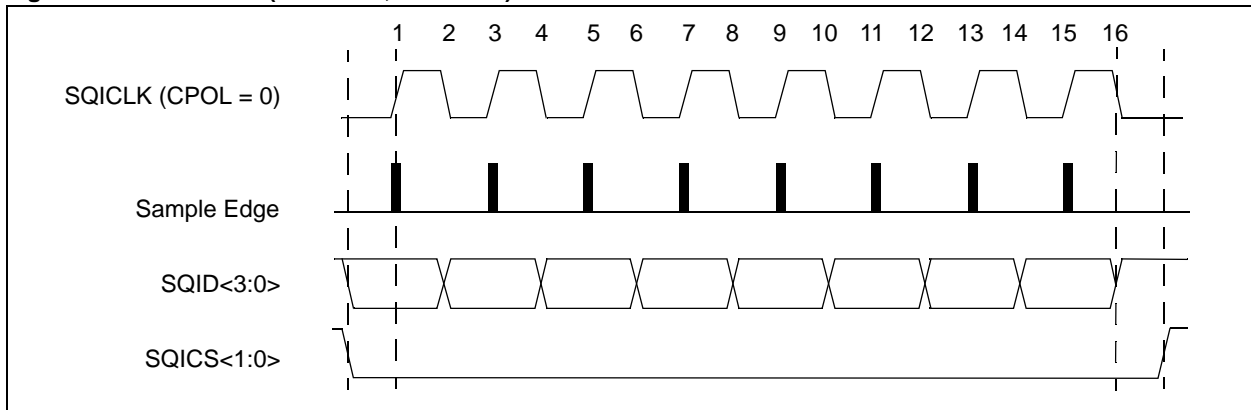 1 2 3 4 5 6 7 8 9 10 11 12 13 14 15 16
SQICLK (CPOL = 0)
Sample Edge
SQID<3:0>
SQICS<1:0>